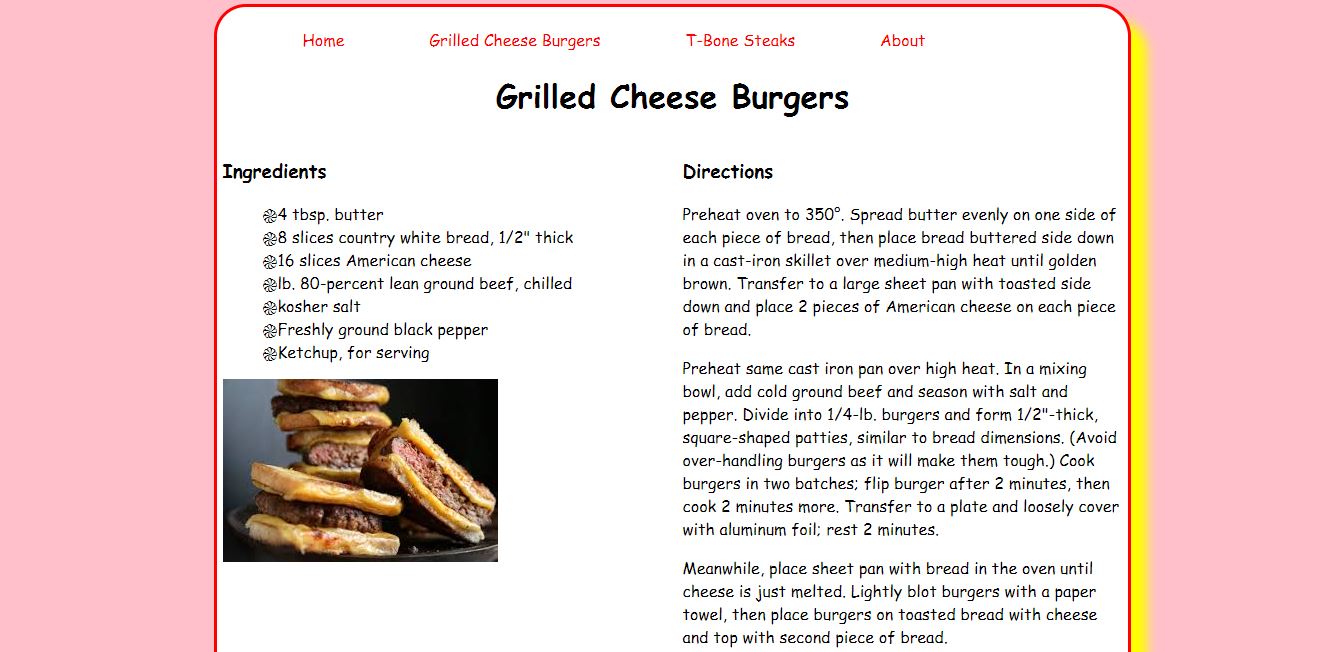 Home Grilled Cheese Burgers T-Bone Steaks About
Grilled Cheese Burgers
Ingredients
4 tbsp. butter
8 slices country white bread, 1/2" thick
16 slices American cheese
lb. 80-percent lean ground beef, chilled
kosher salt
Freshly ground black pepper
Ketchup, for serving
Directions
Preheat oven to 350°. Spread butter evenly on one side of
each piece of bread, then place bread buttered side down
in a cast-iron skillet over medium-high heat until golden
brown. Transfer to a large sheet pan with toasted side
down and place 2 pieces of American cheese on each piece
of bread.
Preheat same cast iron pan over high heat. In a mixing
bowl, add cold ground beef and season with salt and
pepper. Divide into 1/4-lb. burgers and form 1/2"-thick,
square-shaped patties, similar to bread dimensions. (Avoid
over-handling burgers as it will make them tough.) Cook
burgers in two batches; flip burger after 2 minutes, then
cook 2 minutes more. Transfer to a plate and loosely cover
with aluminum foil; rest 2 minutes.
Meanwhile, place sheet pan with bread in the oven until
cheese is just melted. Lightly blot burgers with a paper
towel, then place burgers on toasted bread with cheese
and top with second piece of bread.